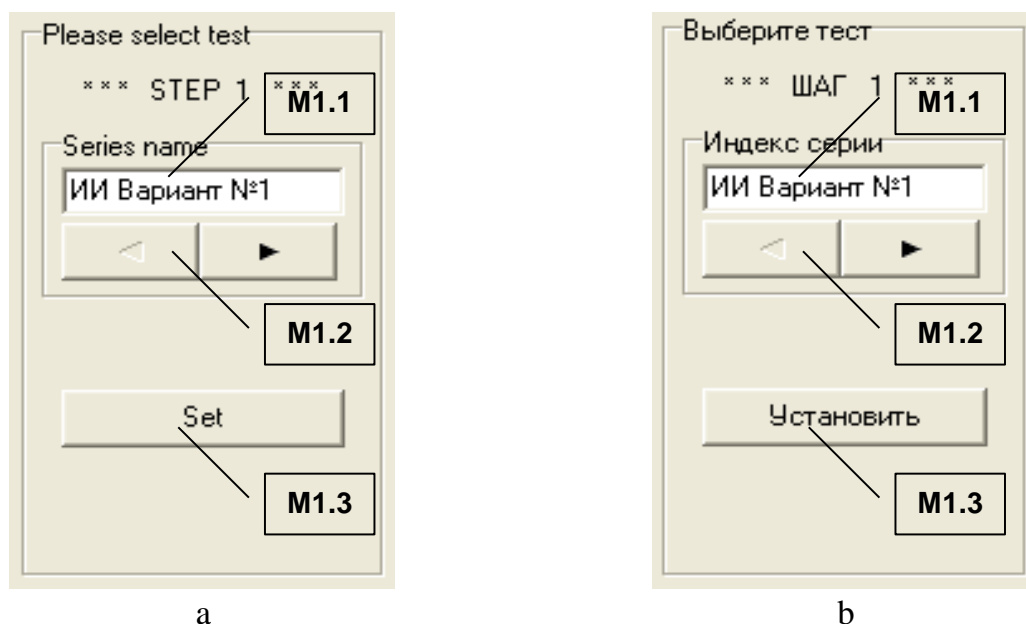 Please select test
*** STEP 1 ***
M1.1
Series name
ИИ Вариант №1
M1.2
Set
M1.3
a
Выберите тест
*** ШАГ 1 ***
M1.1
Индекс серии
ИИ Вариант №1
M1.2
Установить
M1.3
b